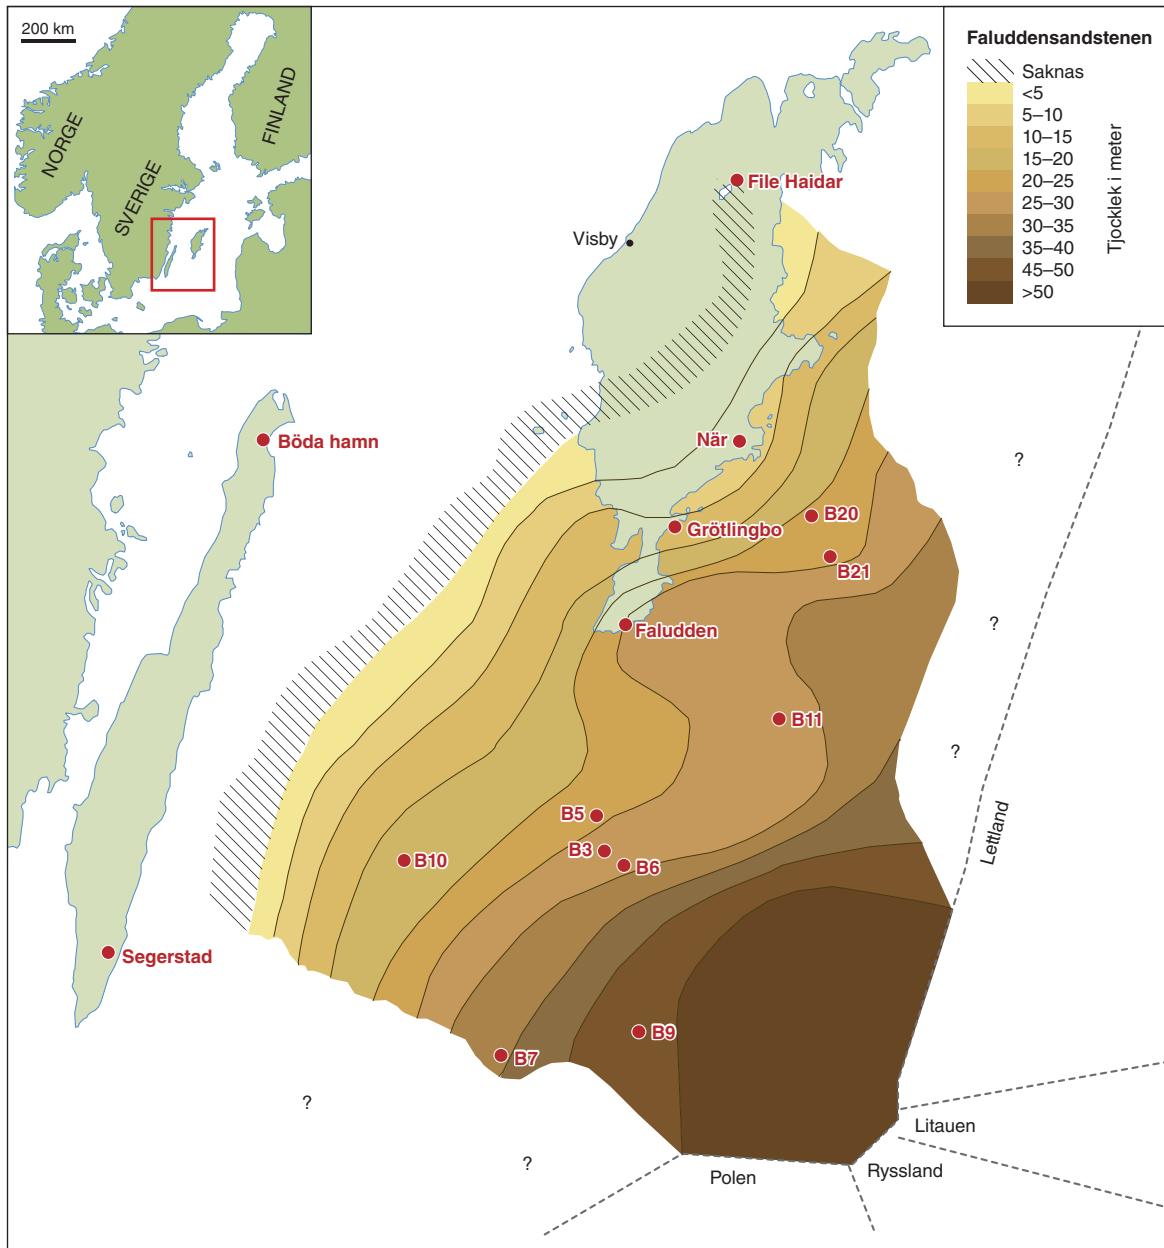 200 km
NORGE
SVERIGE
FINLAND
Faluddensandstenen
Saknas
<5
5–10
10–15
15–20
20–25
25–30
30–35
35–40
45–50
>50
Tjocklek i meter
File Haidar
Visby
Böda hamn
När
?
Grötlingbo
B20
B21
Faludden
?
B11
?
B5
B3
B6
B10
Lettland
Segerstad
B9
B7
?
Litauen
?
Polen
Ryssland